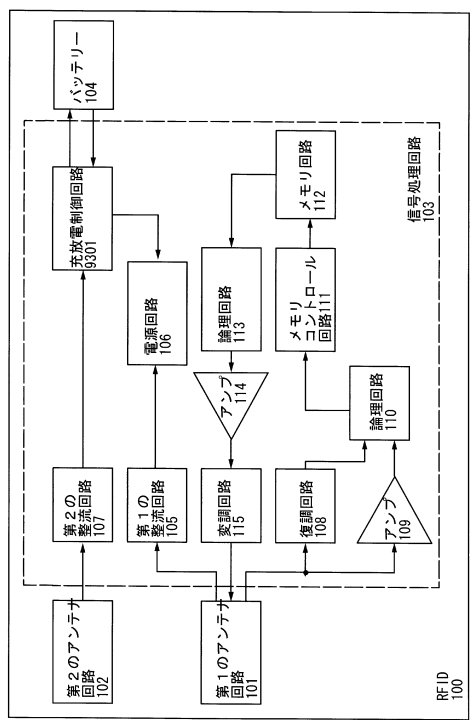 第2のアンテナ
回路
102
第2の
整流回路
107
充放電制御回路
9301
バッテリー
104
第1の
整流回路
105
電源回路
106
第1のアンテナ
回路
101
変調回路
115
アンプ
114
論理回路
113
メモリ回路
112
復調回路
108
アンプ
109
論理回路
110
メモリ
コントロール
回路111
信号処理回路
103
RFID
100